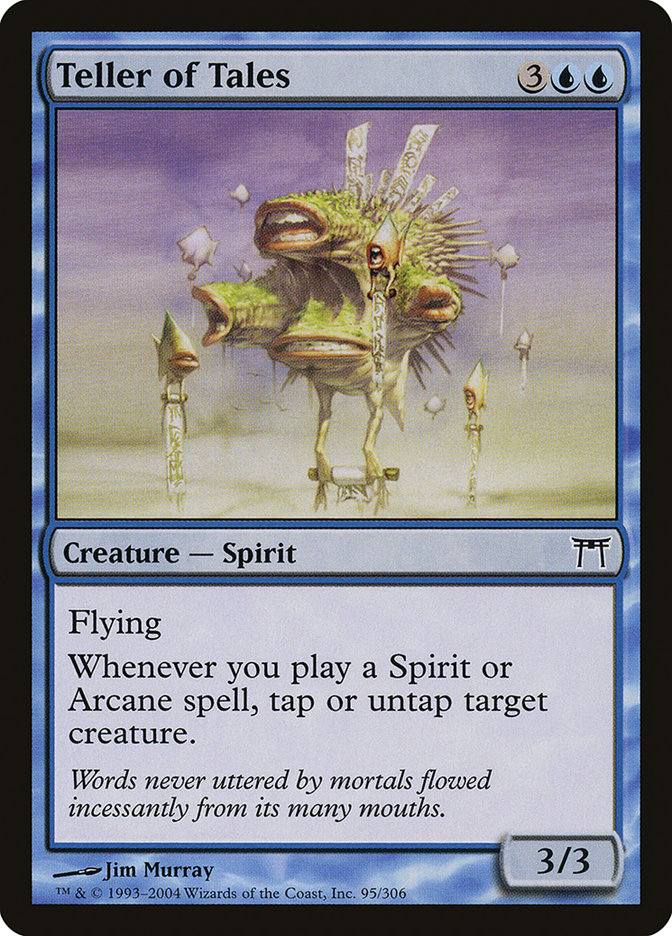 Teller of Tales
3
Creature — Spirit
Flying
Whenever you play a Spirit or
Arcane spell, tap or untap target
creature.
Words never uttered by mortals flowed
incessantly from its many mouths.
3/3
Jim Murray
™ & © 1993–2004 Wizards of the Coast, Inc. 95/306